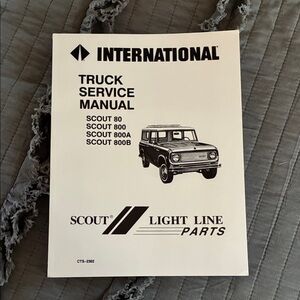 INTERNATIONAL®
TRUCK
SERVICE
MANUAL
SCOUT 80
SCOUT 800
SCOUT 800A
SCOUT 800B
SCOUT® LIGHT LINE
PARTS
CTS-2302